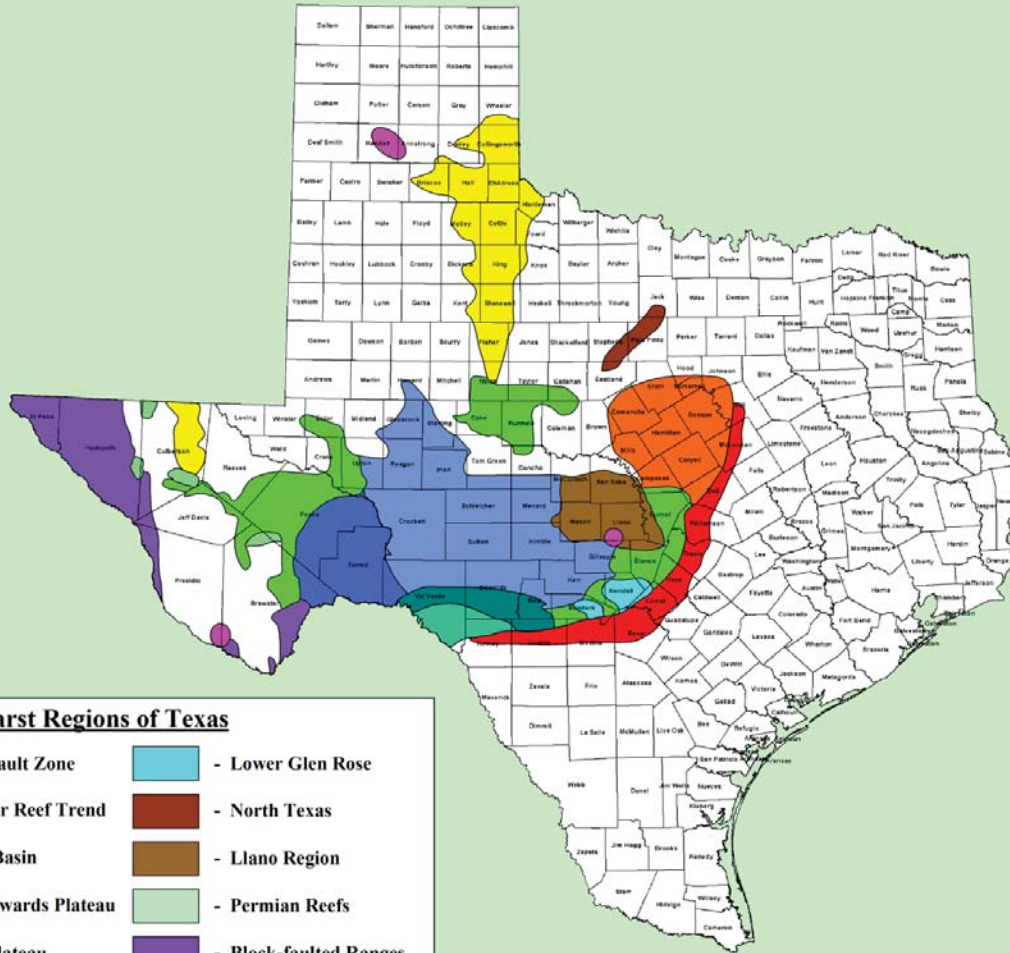 Dallam Sherman Hansford Ochiltree Lipscomb
Hartley Moore Hutchinson Roberts Hemphill
Oldham Potter Carson Gray Wheeler
Deaf Smith Randall Armstrong Donley Collingsworth
Parmer Castro Swisher Briscoe Hall Childress
Hardeman
Bailey Lamb Hale Floyd Motley Cottle Foard Wilbarger Wichita
Clay Montague Cooke Grayson Fannin Lamar Red River Bowie
Cochran Hockley Lubbock Crosby Dickens King Knox Baylor Archer
Delta Titus Cass
Yoakum Terry Lynn Garza Kent Stonewall Haskell Throckmorton Young Jack Wise Denton Collin Hunt Hopkins Franklin Morris
Camp
Rockwall Rains Wood Upshur Marion
Gaines Dawson Borden Scurry Fisher Jones Shackelford Stephens Palo Pinto Parker Tarrant Dallas
Kaufman Van Zandt Gregg Harrison
Smith
Andrews Martin Howard Mitchell Nolan Taylor Callahan Eastland Hood Johnson Ellis
Erath Somervell Henderson Rusk Panola
El Paso Navarro
Hudspeth Culberson Loving Winkler Ector Midland Glasscock Sterling Coke Runnels Coleman Brown Comanche Bosque Anderson Cherokee Shelby
Hamilton Freestone Nacogdoches
Ward Crane Upton Reagan Irion Tom Green Concho Mills Coryell McLennan Limestone
San Augustine Sabine
Reeves McCulloch San Saba Lampasas Falls Leon Houston Angelina
Trinity
Jeff Davis Pecos Crockett Schleicher Menard Mason Llano Burnet Bell Milam Robertson Madison Walker Polk Tyler Jasper New
Brazos
Williamson Grimes San Jacinto
Sutton Kimble Burleson Montgomery Hardin
Gillespie Blanco Travis Lee Washington Liberty Orange
Presidio Brewster Terrell Kerr Bastrop Jefferson
Hays Austin Waller Harris Chambers
Val Verde Edwards Real Kendall Caldwell Fayette
Bandera Comal Colorado Fort Bend Galveston
Guadalupe
Kinney Uvalde Medina Bexar Gonzales Lavaca Wharton Brazoria
Wilson
Maverick Zavala Frio Atascosa Karnes DeWitt Jackson Matagorda
Victoria
Goliad Calhoun
Dimmit La Salle McMullen Live Oak Bee Refugio
Aransas
San Patricio
Webb Duval Jim Wells Nueces
Kleberg
Zapata Jim Hogg Brooks Kenedy
Starr Hidalgo Willacy
Cameron
arst Regions of Texas
ault Zone - Lower Glen Rose
r Reef Trend - North Texas
Basin - Llano Region
wards Plateau - Permian Reefs